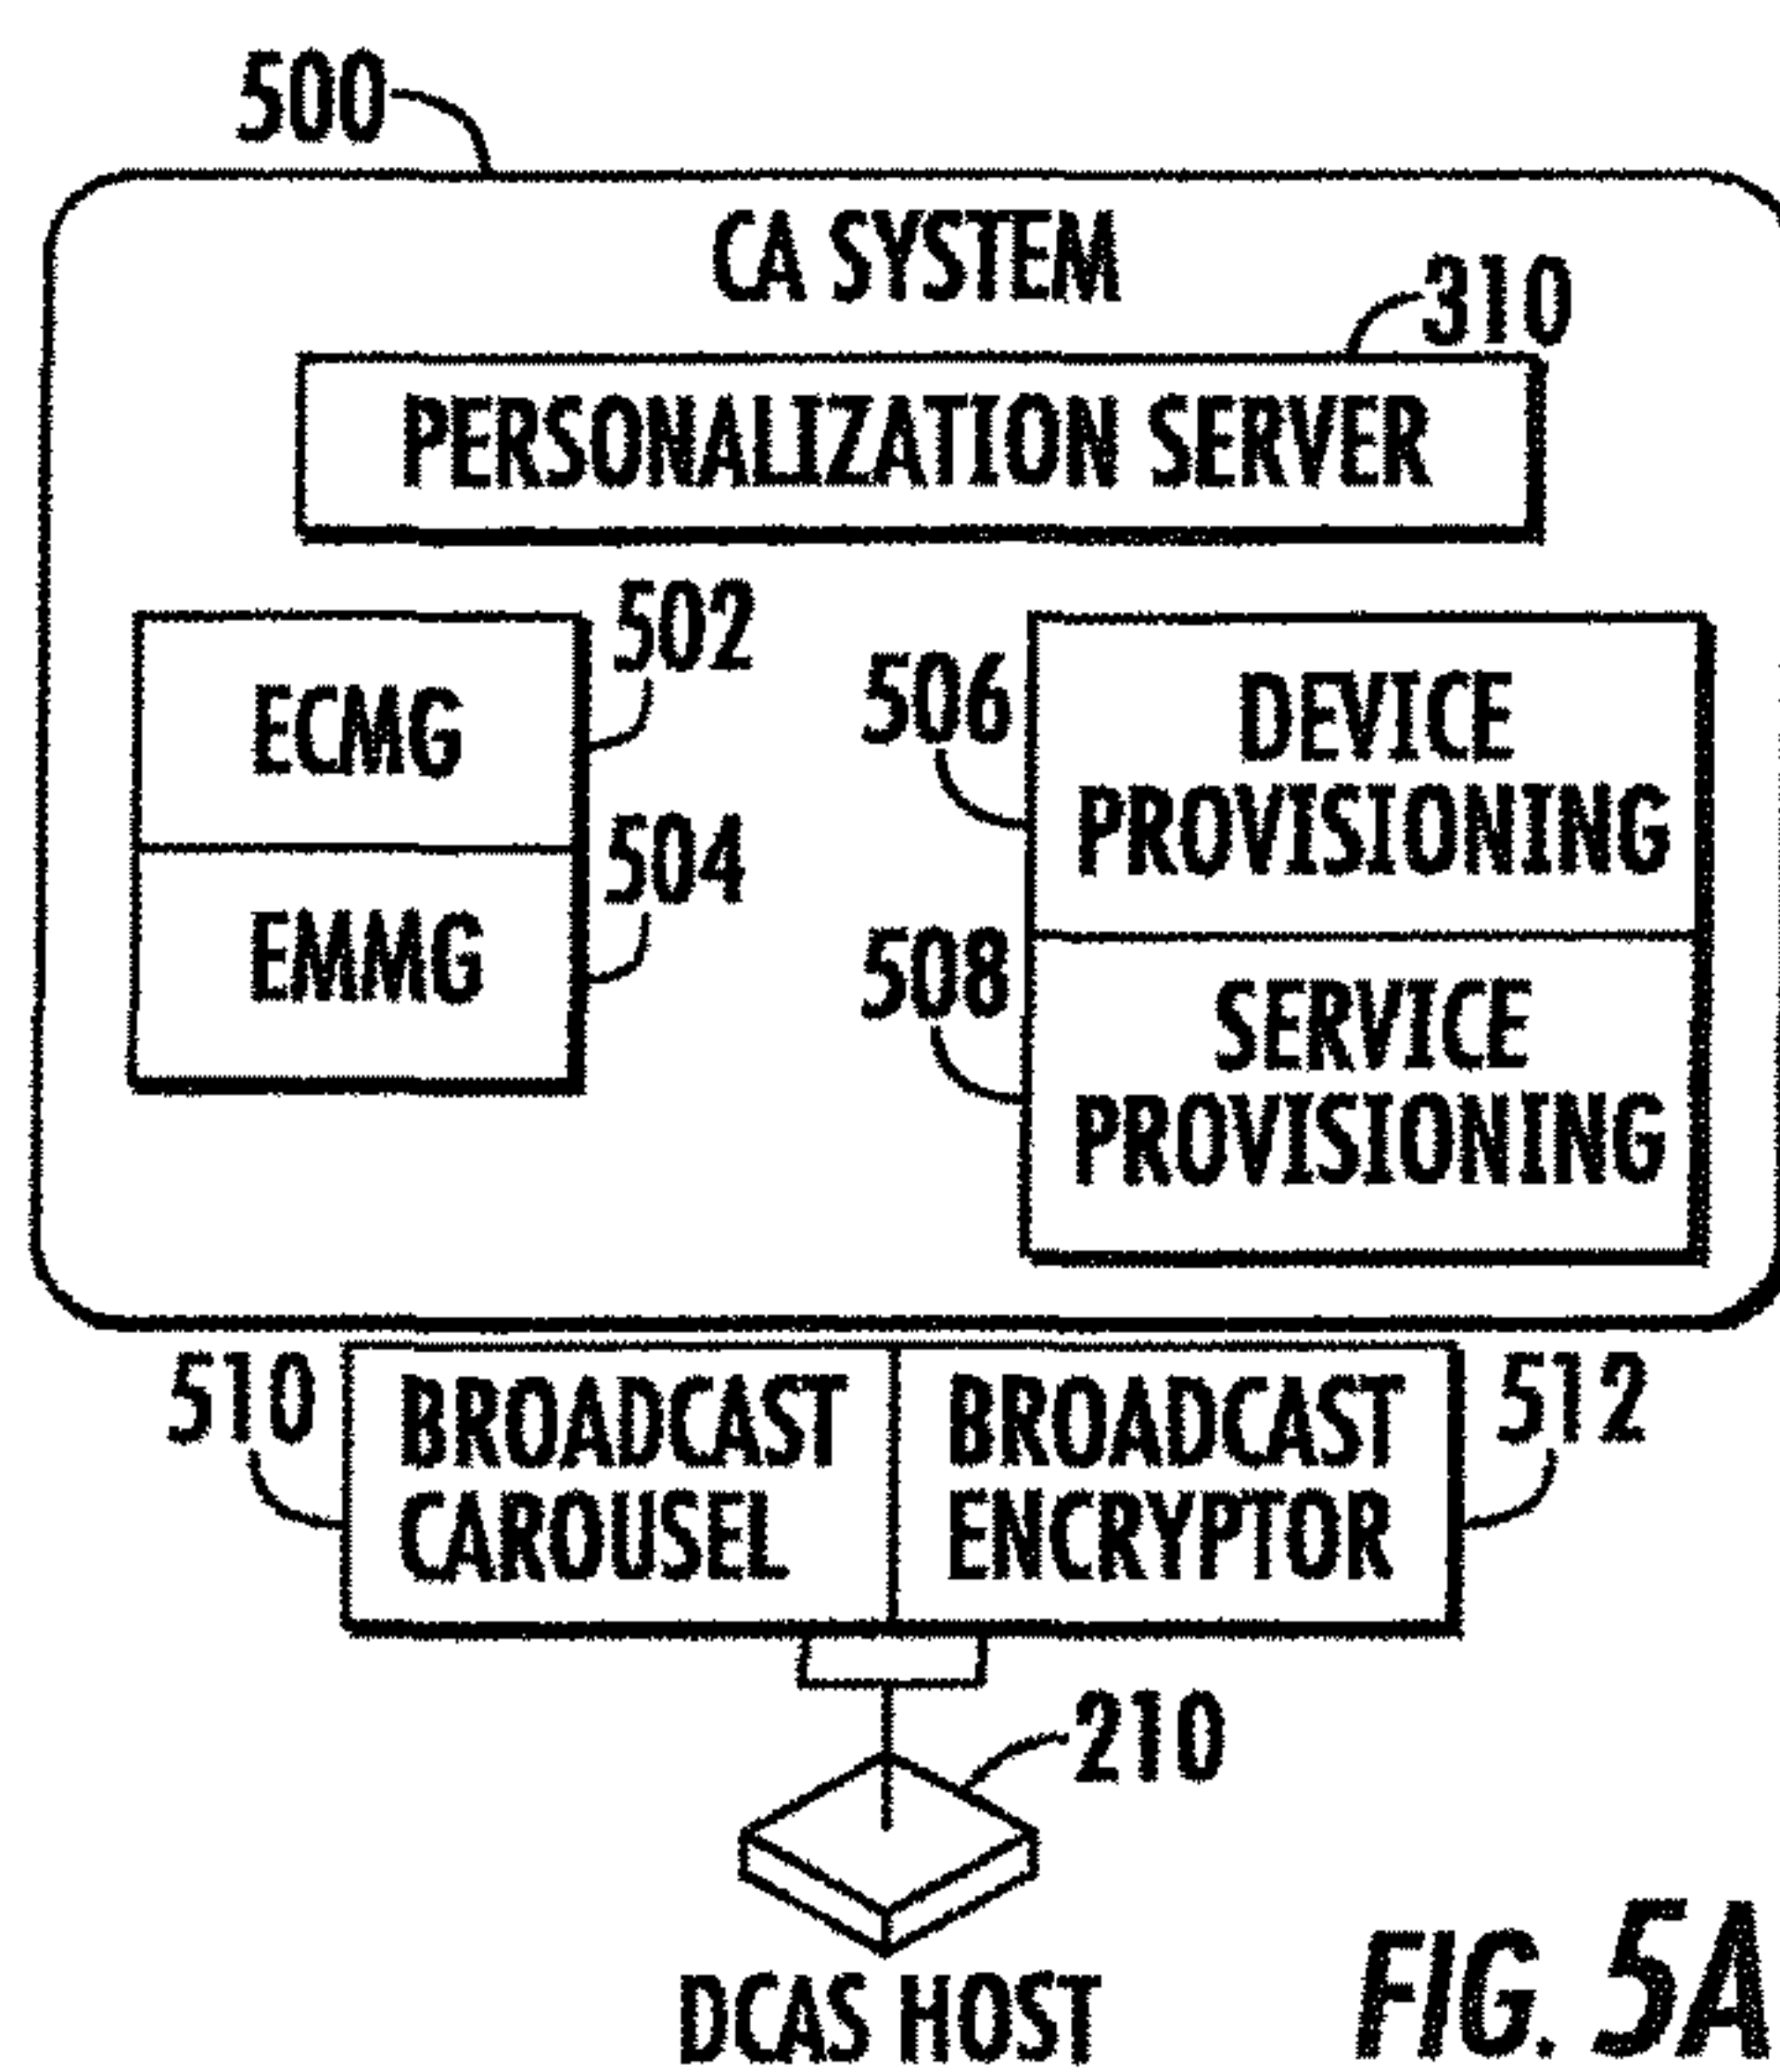 500
CA SYSTEM
310
PERSONALIZATION SERVER
502
ECMG
504
EMMG
506
DEVICE
PROVISIONING
508
SERVICE
PROVISIONING
510
BROADCAST
CAROUSEL
BROADCAST
ENCRYPTOR
512
210
DCAS HOST
FIG. 5A